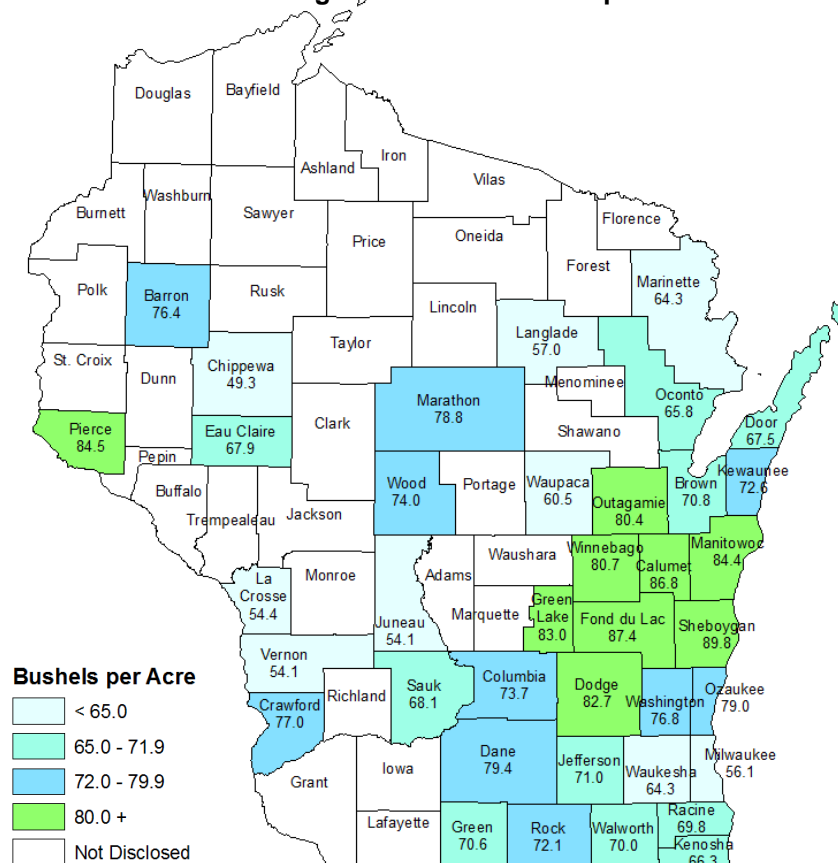 Douglas
Bayfield
Ashland
Iron
Vilas
Burnett
Washburn
Sawyer
Price
Oneida
Florence
Forest
Polk
Barron
76.4
Rusk
Lincoln
Marinette
64.3
Taylor
Langlade
57.0
St. Croix
Dunn
Chippewa
49.3
Menominee
Oconto
65.8
Marathon
78.8
Clark
Shawano
Door
67.5
Pierce
84.5
Eau Claire
67.9
Pepin
Wood
74.0
Portage
Waupaca
60.5
Outagamie
80.4
Brown
70.8
Kewaunee
72.6
Buffalo
Trempealeau
Jackson
Waushara
Winnebago
80.7
Calumet
86.8
Manitowoc
84.4
La
Crosse
54.4
Monroe
Adams
Juneau
54.1
Marquette
Green
Lake
83.0
Fond du Lac
87.4
Sheboygan
89.8
Vernon
54.1
Richland
Sauk
68.1
Columbia
73.7
Dodge
82.7
Washington
76.8
Ozaukee
79.0
Crawford
77.0
Grant
Iowa
Dane
79.4
Jefferson
71.0
Waukesha
64.3
Milwaukee
56.1
Lafayette
Green
70.6
Rock
72.1
Walworth
70.0
Racine
69.8
Kenosha
66.3
Bushels per Acre
< 65.0
65.0 - 71.9
72.0 - 79.9
80.0 +
Not Disclosed